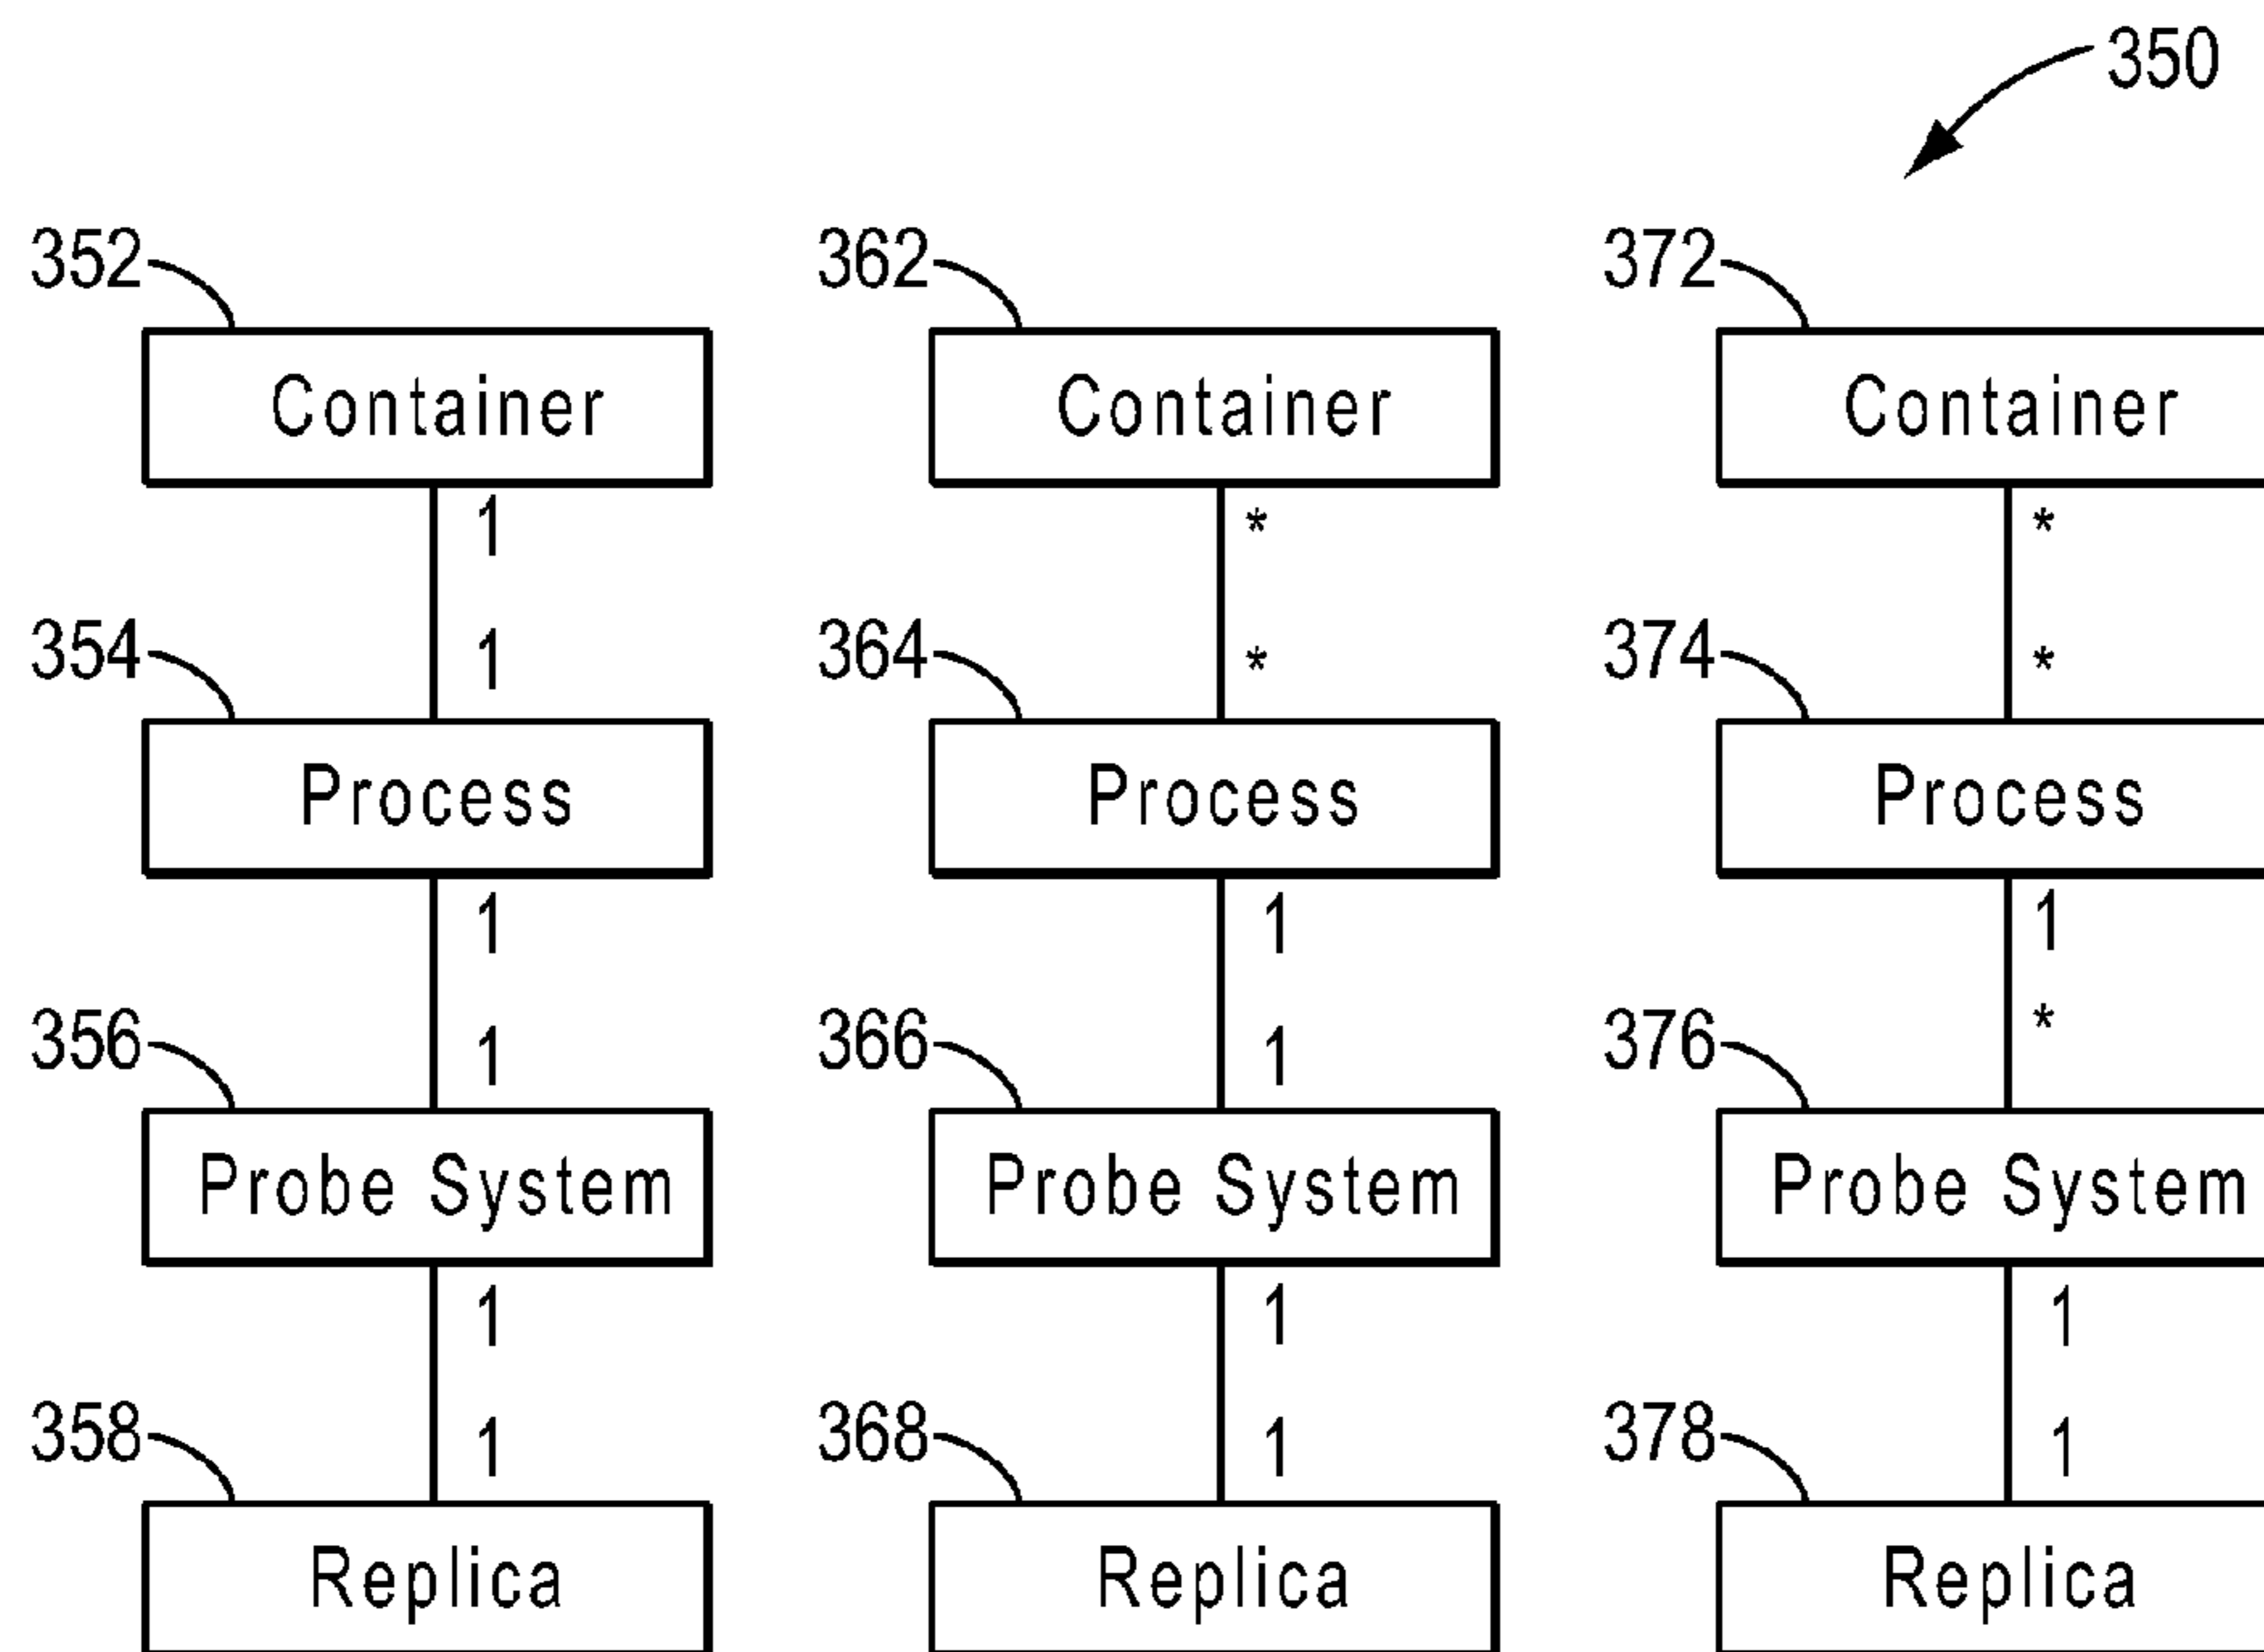 350
352 362 372
Container Container Container
1 * *
1 * *
354 364 374
Process Process Process
1 1 1
1 1 *
356 366 376
Probe System Probe System Probe System
1 1 1
1 1 1
358 368 378
Replica Replica Replica